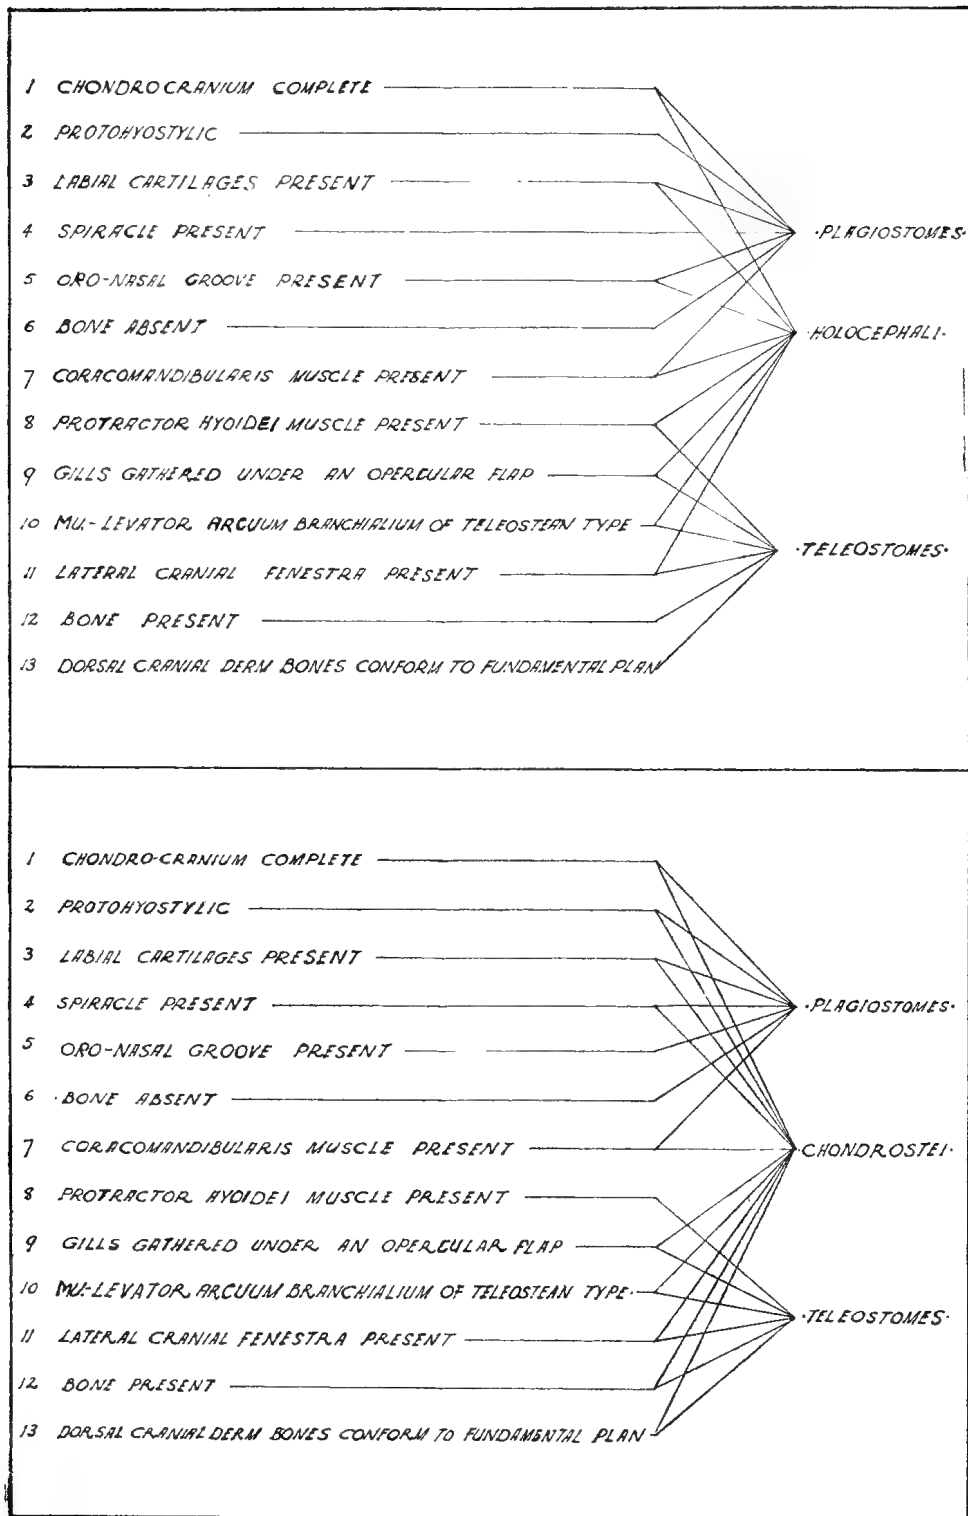 1 CHONDROCRANIUM COMPLETE
2 PROTOHYOSTYLIC
3 LABIAL CARTILAGES PRESENT
4 SPIRACLE PRESENT
·PLAGIOSTOMES·
5 ORO-NASAL GROOVE PRESENT
6 BONE ABSENT
·HOLOCEPHALI·
7 CORACOMANDIBULARIS MUSCLE PRESENT
8 PROTRACTOR HYOIDEI MUSCLE PRESENT
9 GILLS GATHERED UNDER AN OPERCULAR FLAP
10 MU.-LEVATOR ARCUUM BRANCHIALIUM OF TELEOSTEAN TYPE
·TELEOSTOMES·
11 LATERAL CRANIAL FENESTRA PRESENT
12 BONE PRESENT
13 DORSAL CRANIAL DERM BONES CONFORM TO FUNDAMENTAL PLAN
1 CHONDRO-CRANIUM COMPLETE
2 PROTOHYOSTYLIC
3 LABIAL CARTILAGES PRESENT
4 SPIRACLE PRESENT
·PLAGIOSTOMES·
5 ORO-NASAL GROOVE PRESENT
6 ·BONE ABSENT
7 CORACOMANDIBULARIS MUSCLE PRESENT
·CHONDROSTEI·
8 PROTRACTOR HYOIDEI MUSCLE PRESENT
9 GILLS GATHERED UNDER AN OPERCULAR FLAP
10 MU.-LEVATOR ARCUUM BRANCHIALIUM OF TELEOSTEAN TYPE·
·TELEOSTOMES·
11 LATERAL CRANIAL FENESTRA PRESENT
12 BONE PRESENT
13 DORSAL CRANIAL DERM BONES CONFORM TO FUNDAMENTAL PLAN